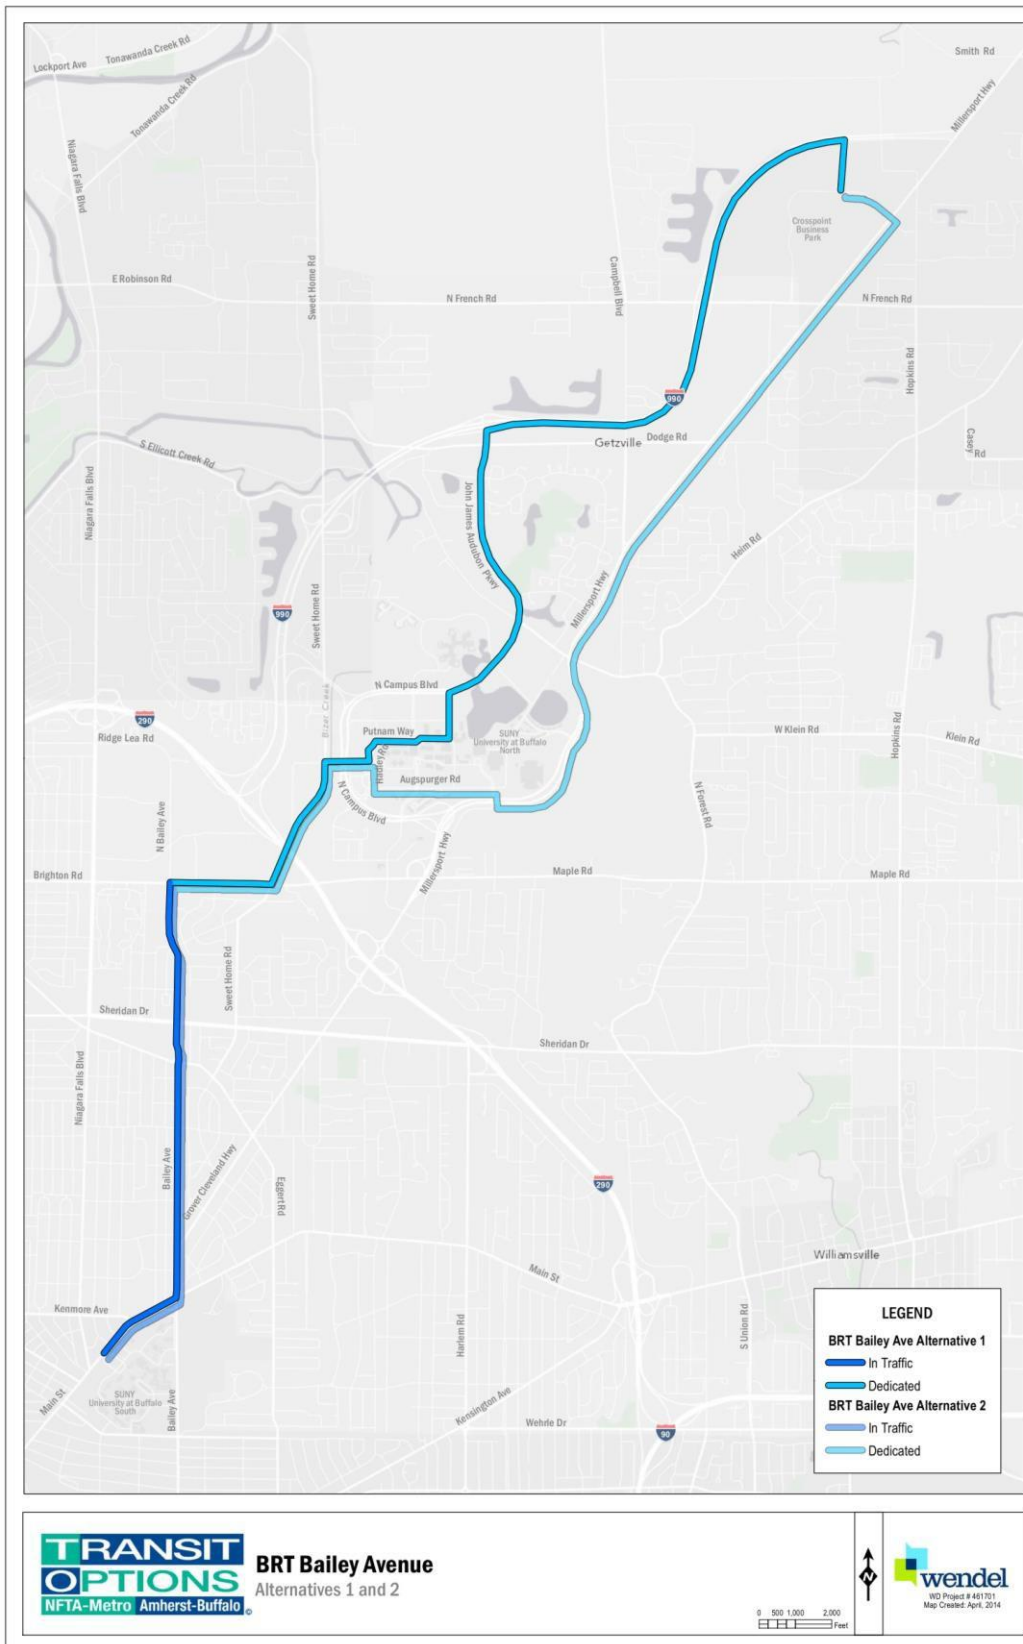 Smith Rd
Tonawanda Creek Rd
Lockport Ave
Tonawanda Creek Rd
Millersport Hwy
Niagara Falls Blvd
Crosspoint
Business
Park
Sweet Home Rd
Campbell Blvd
E Robinson Rd
N French Rd
N French Rd
Hopkins Rd
990
Getzville
Dodge Rd
Casey
Rd
S Ellicott Creek Rd
Niagara Falls Blvd
John James Audubon Pkwy
Heim Rd
Millersport Hwy
990
Sweet Home Rd
N Campus Blvd
Bizer Creek
290
Ridge Lea Rd
Putnam Way
SUNY
University at Buffalo
North
W Klein Rd
Hopkins Rd
Klein Rd
Hadley Rd
Augspurger Rd
N Campus Blvd
N Forest Rd
N Bailey Ave
Millersport Hwy
Brighton Rd
Maple Rd
Maple Rd
Sweet Home Rd
Sheridan Dr
Sheridan Dr
Niagara Falls Blvd
Bailey Ave
Grover Cleveland Hwy
Eggert Rd
290
Williamsville
Main St
Kenmore Ave
Harlem Rd
S Union Rd
SUNY
University at Buffalo
South
Main St
Bailey Ave
Kensington Ave
Wehrle Dr
90
LEGEND
BRT Bailey Ave Alternative 1
In Traffic
Dedicated
BRT Bailey Ave Alternative 2
In Traffic
Dedicated
TRANSIT
OPTIONS
NFTA-Metro Amherst-Buffalo ©
BRT Bailey Avenue
Alternatives 1 and 2
0 500 1,000 2,000
Feet
N
wendel
WD Project # 461701
Map Created: April, 2014